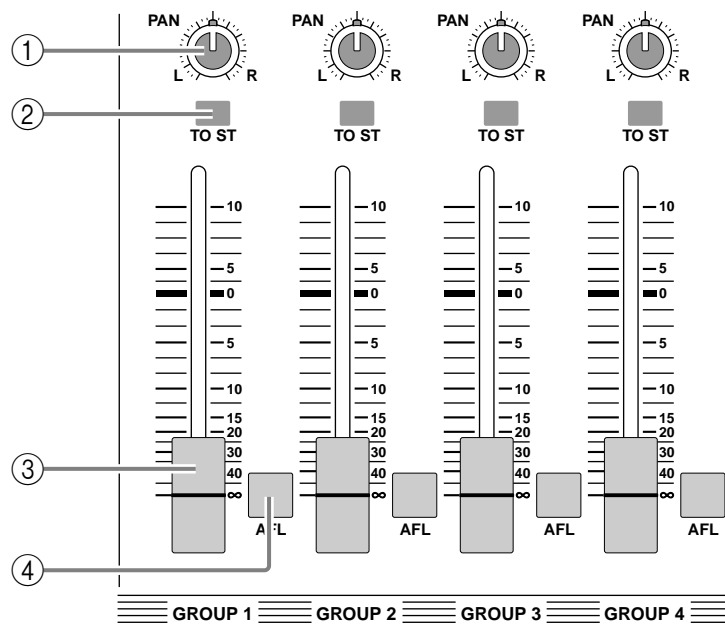 PAN PAN PAN PAN
①
L R L R L R L R
②
TO ST TO ST TO ST TO ST
10 10 10 10
5 5 5 5
0 0 0 0
5 5 5 5
10 10 10 10
15 15 15 15
20 20 20 20
30 30 30 30
③
40 40 40 40
∞ ∞ ∞ ∞
AFL AFL AFL AFL
④
GROUP 1 GROUP 2 GROUP 3 GROUP 4